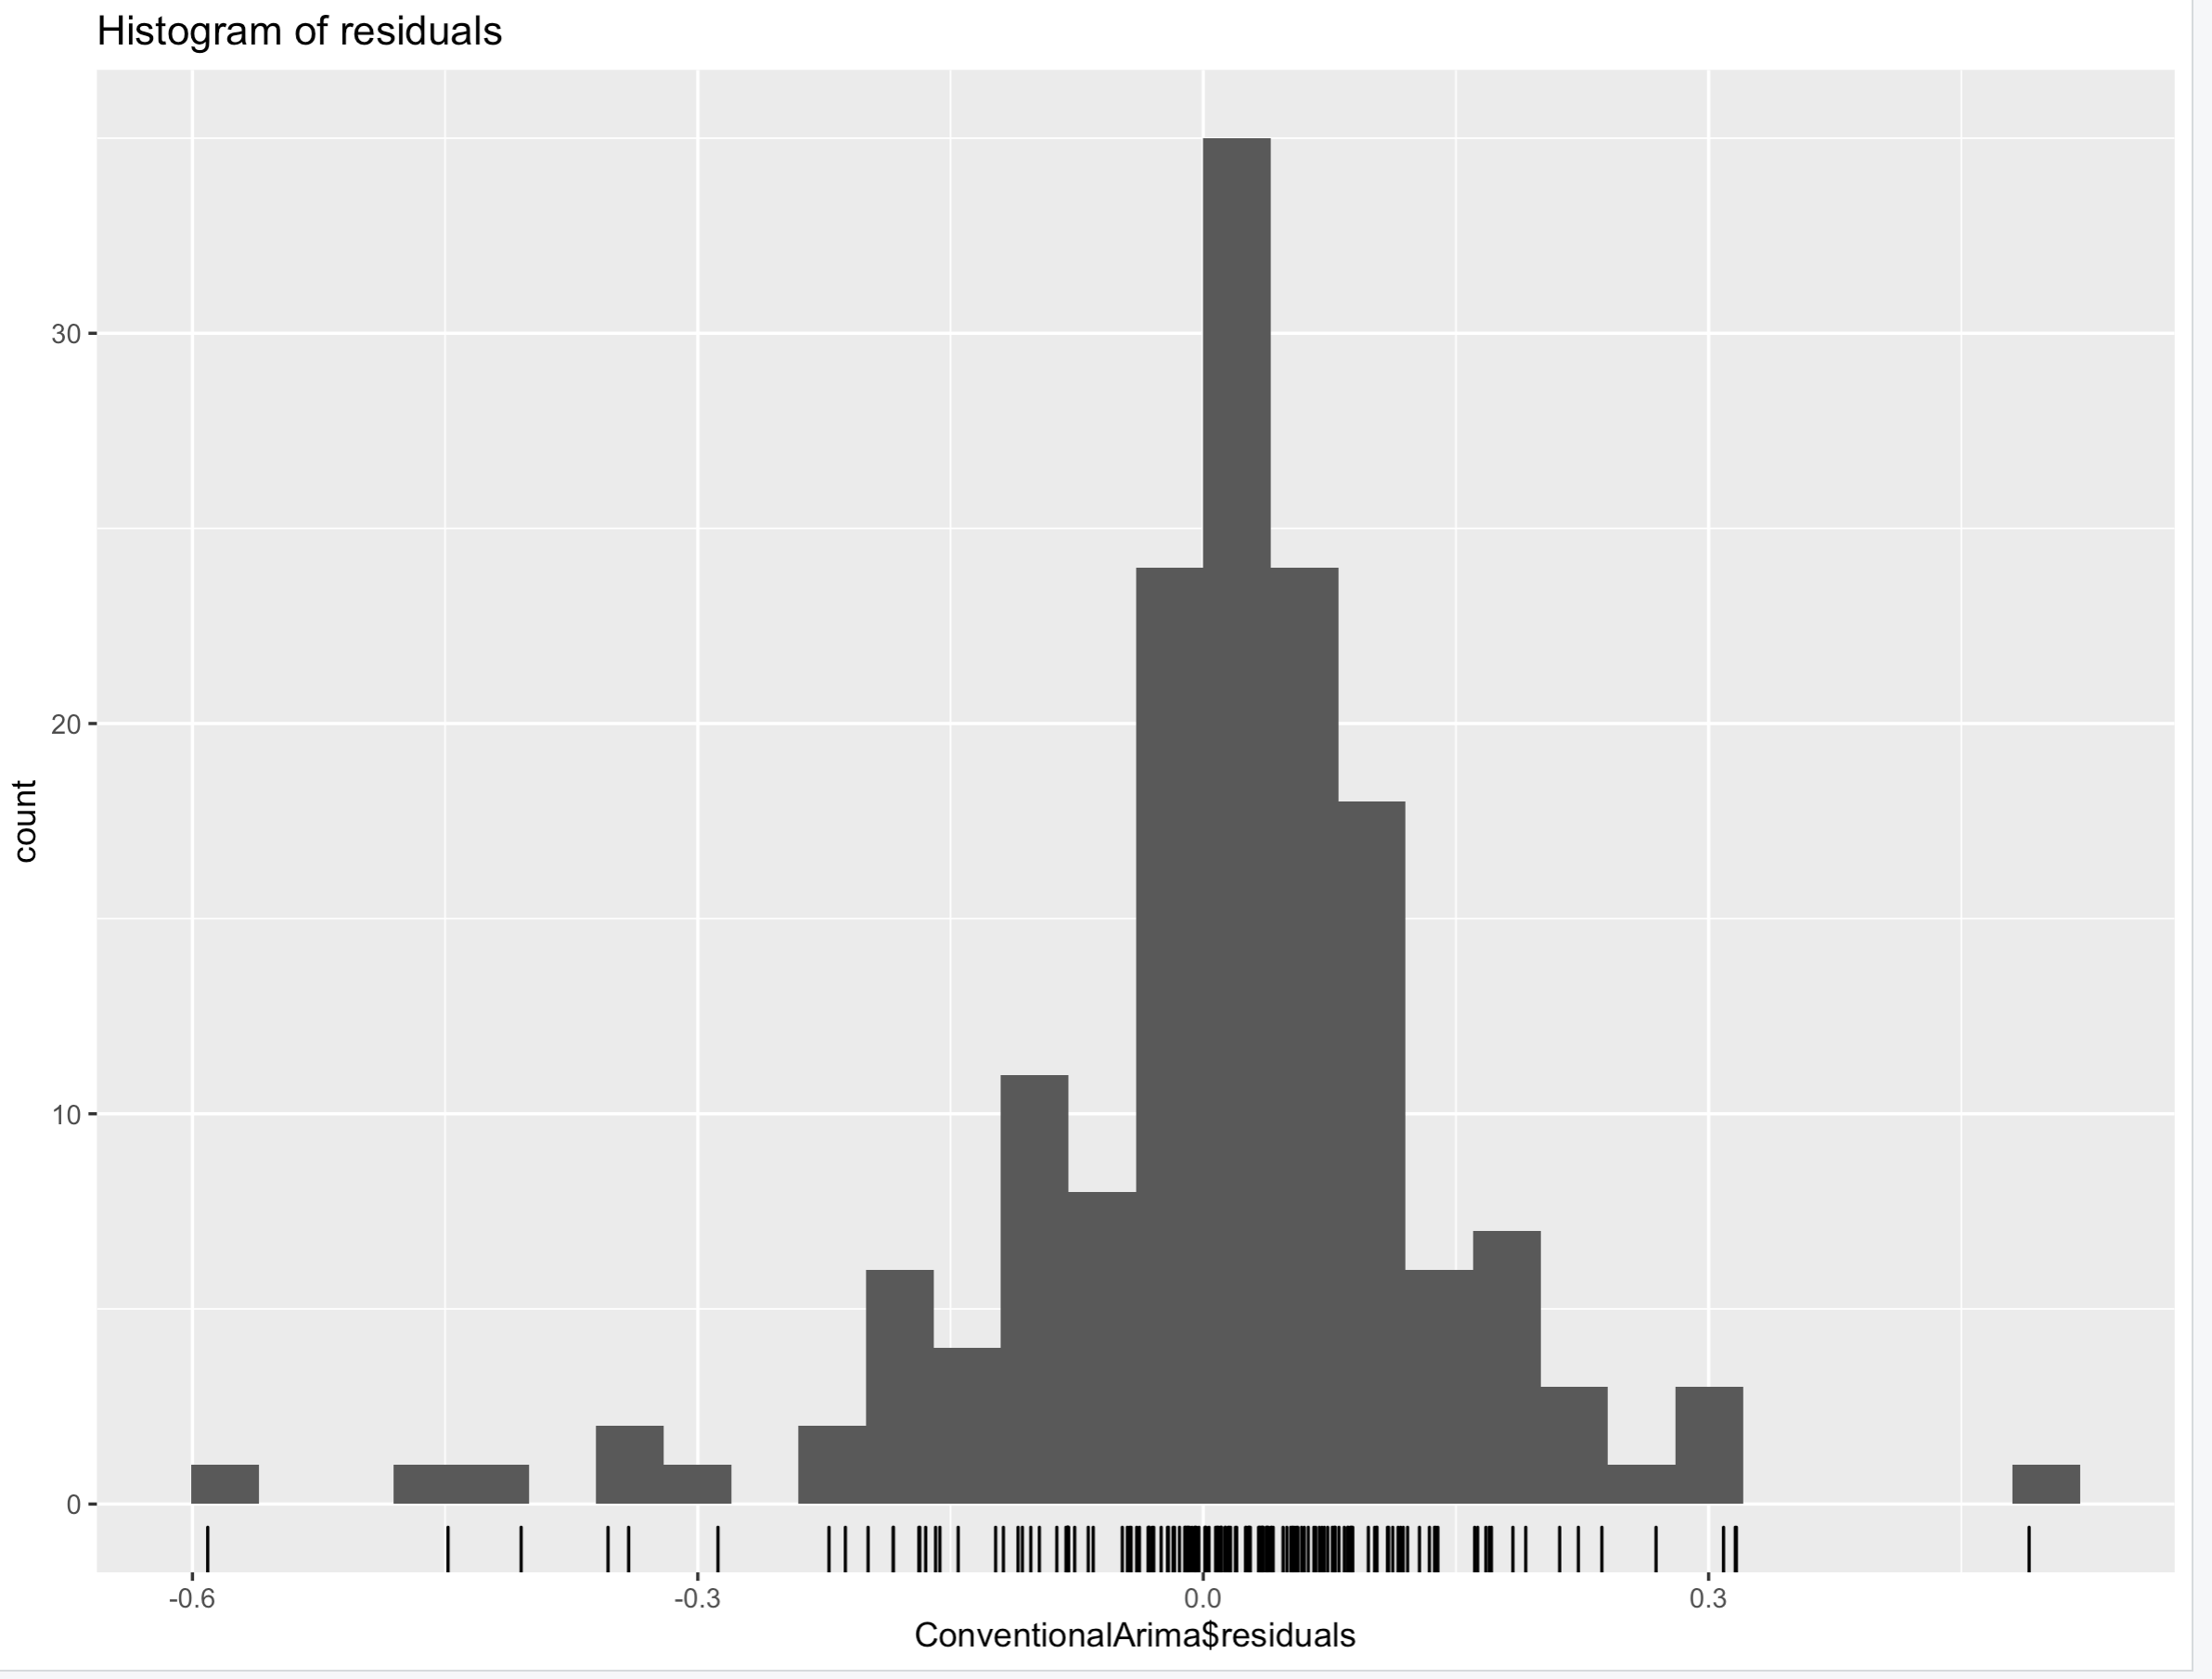 Histogram of residuals
30
20
10
0
count
-0.6
-0.3
0.0
0.3
ConventionalArima$residuals